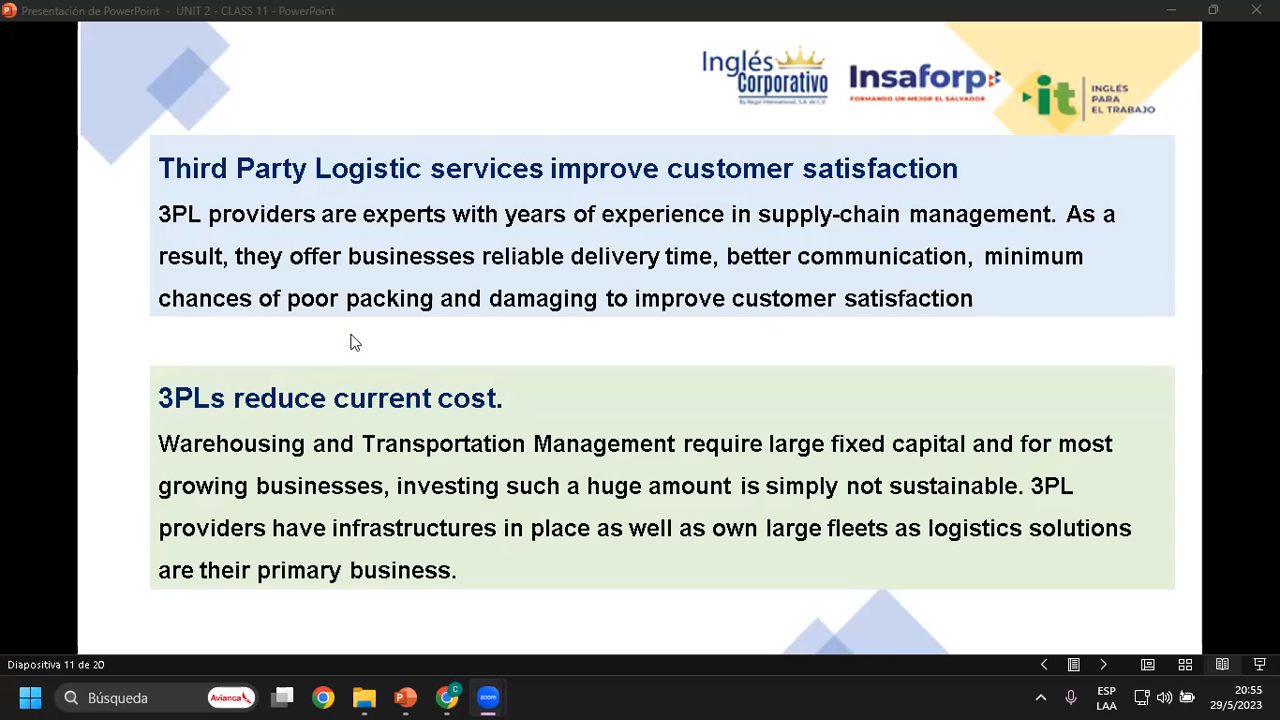 Presentación de PowerPoint - UNIT 2 - CLASS 11 - PowerPoint
Inglés
Corporativo
Insaforp
FORMANDO UN MEJOR EL SALVADOR
it
INGLÉS
PARA
EL TRABAJO
Third Party Logistic services improve customer satisfaction
3PL providers are experts with years of experience in supply-chain management. As a
result, they offer businesses reliable delivery time, better communication, minimum
chances of poor packing and damaging to improve customer satisfaction
3PLs reduce current cost.
Warehousing and Transportation Management require large fixed capital and for most
growing businesses, investing such a huge amount is simply not sustainable. 3PL
providers have infrastructures in place as well as own large fleets as logistics solutions
are their primary business.
Diapositiva 11 de 20
Búsqueda
Avianca
zoom
ESP
LAA
20:55
29/5/2023